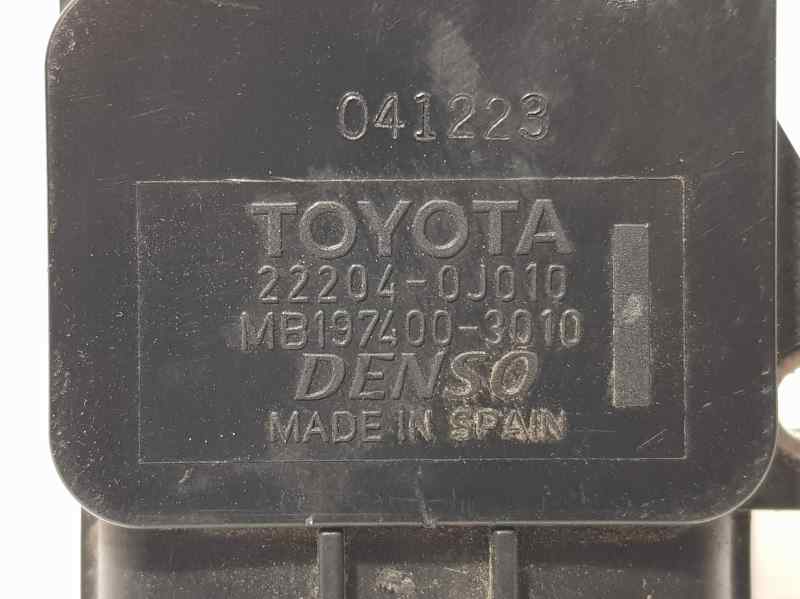 041223
TOYOTA
22204-0J010
MB197400-3010
DENSO
MADE IN SPAIN